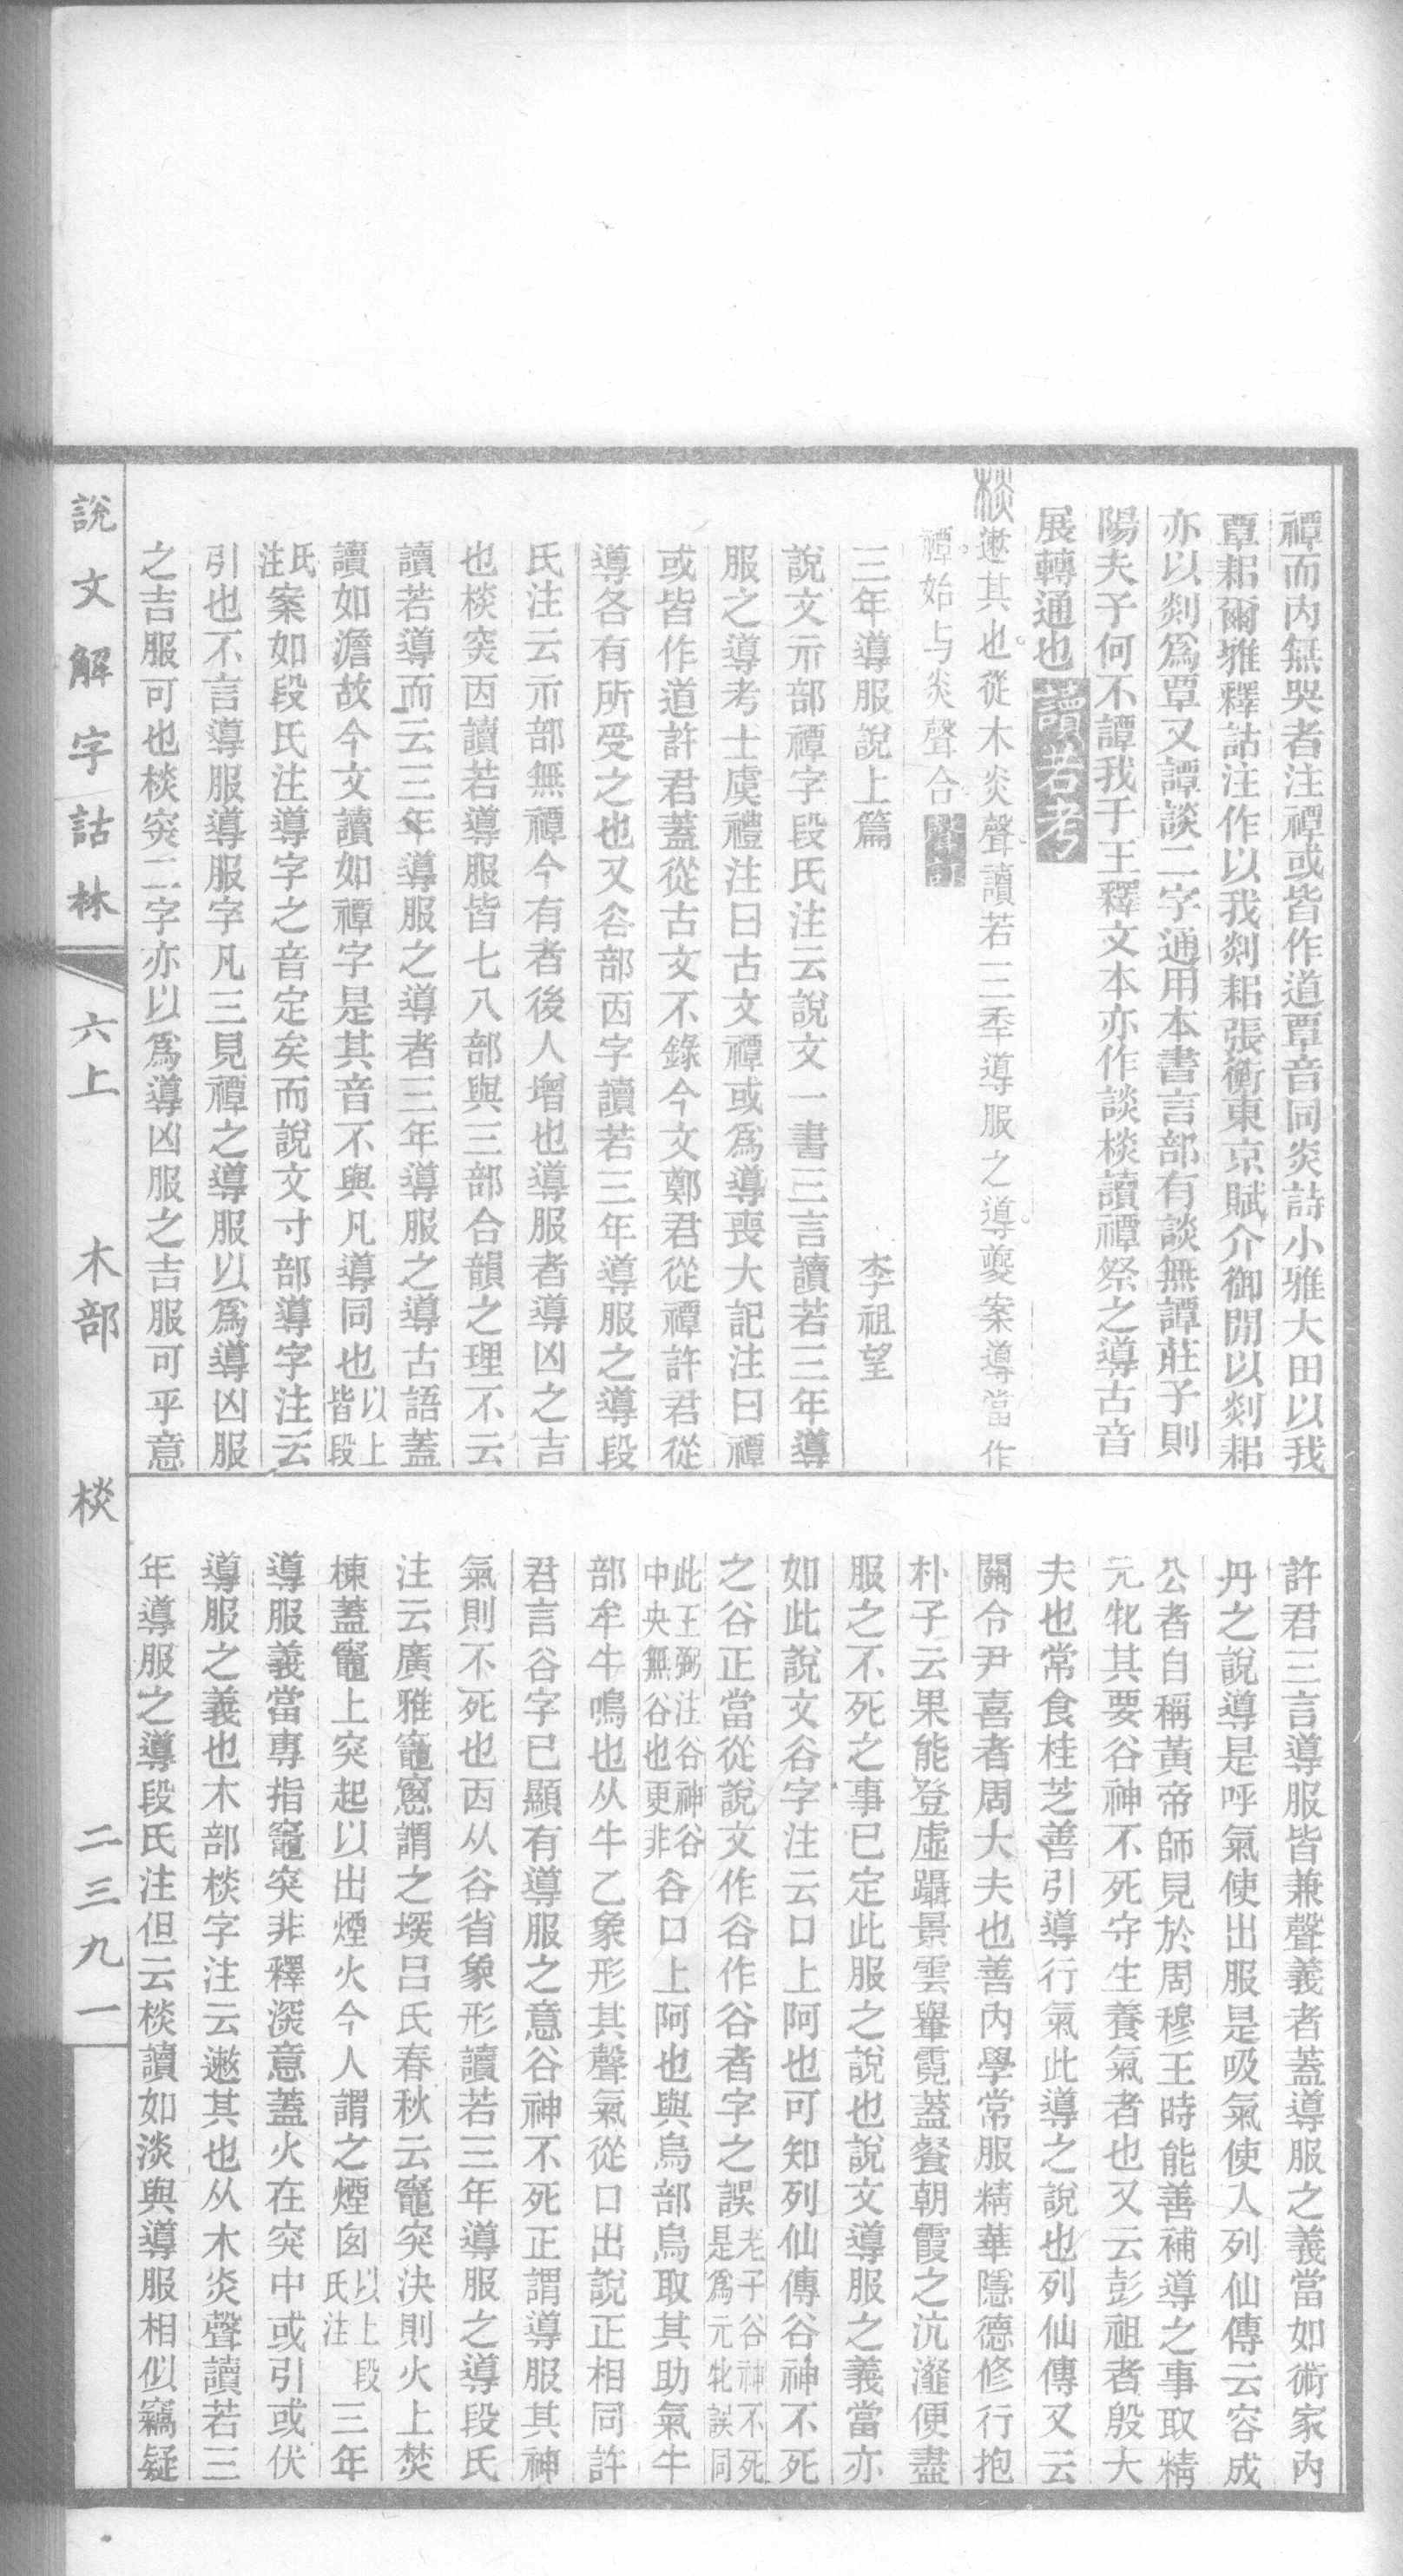 禫而內無哭者注禫或皆作道覃音同炎詩小雅大田以我
覃耜爾雅釋詁注作以我剡耜張衡東京賦介御閒以剡耜
亦以剡爲覃又譚談二字通用本書言部有談無譚莊子則
陽夫子何不譚我于王釋文本亦作談棪讀禫祭之導古音
展轉通也讀若考
棪遬其也從木炎聲讀若三秊導服之導夔案導當作
禫始与炎聲合
三年導服說上篇 李祖望
說文示部禫字段氏注云說文一書三言讀若三年導
服之導考士虞禮注曰古文禫或爲導喪大記注曰禫
或皆作道許君蓋從古文不錄今文鄭君從禫許君從
導各有所受之也又谷部㐁字讀若三年導服之導段
氏注云示部無禫今有者後人增也導服者導凶之吉
也棪突㐁讀若導服皆七八部與三部合韻之理不云
讀若導而云三年導服之導者三年導服之導古語蓋
讀如澹故今文讀如禫字是其音不與凡導同也以上皆段
氏注案如段氏注導字之音定矣而說文寸部導字注云
引也不言導服導服字凡三見禫之導服以爲導凶服
之吉服可也棪突二字亦以爲導凶服之吉服可乎意
許君三言導服皆兼聲義者蓋導服之義當如術家內
丹之說導是呼氣使出服是吸氣使入列仙傳云容成
公者自稱黃帝師見於周穆王時能善補導之事取精
元牝其要谷神不死守生養氣者也又云彭祖者殷大
夫也常食桂芝善引導行氣此導之說也列仙傳又云
關令尹喜者周大夫也善內學常服精華隱德修行抱
朴子云果能登虛躡景雲轝霓蓋餐朝霞之沆瀣便盡
服之不死之事已定此服之說也說文導服之義當亦
如此說文谷字注云口上阿也可知列仙傳谷神不死
之谷正當從說文作谷作谷者字之誤老子谷神不死是爲元牝誤同
此王弼注谷神谷中央無谷也更非谷口上阿也與烏部烏取其助氣牛
部牟牛鳴也从牛乙象形其聲氣從口出說正相同許
君言谷字已顯有導服之意谷神不死正謂導服其神
氣則不死也㐁从谷省象形讀若三年導服之導段氏
注云廣雅竈窻謂之堗呂氏春秋云竈突決則火上焚
棟蓋竈上突起以出煙火今人謂之煙囱以上段氏注三年
導服義當專指竈突非釋深意蓋火在突中或引或伏
導服之義也木部棪字注云遬其也从木炎聲讀若三
年導服之導段氏注但云棪讀如淡與導服相似竊疑
說文解字詁林 六上 木部 棪 二三九一